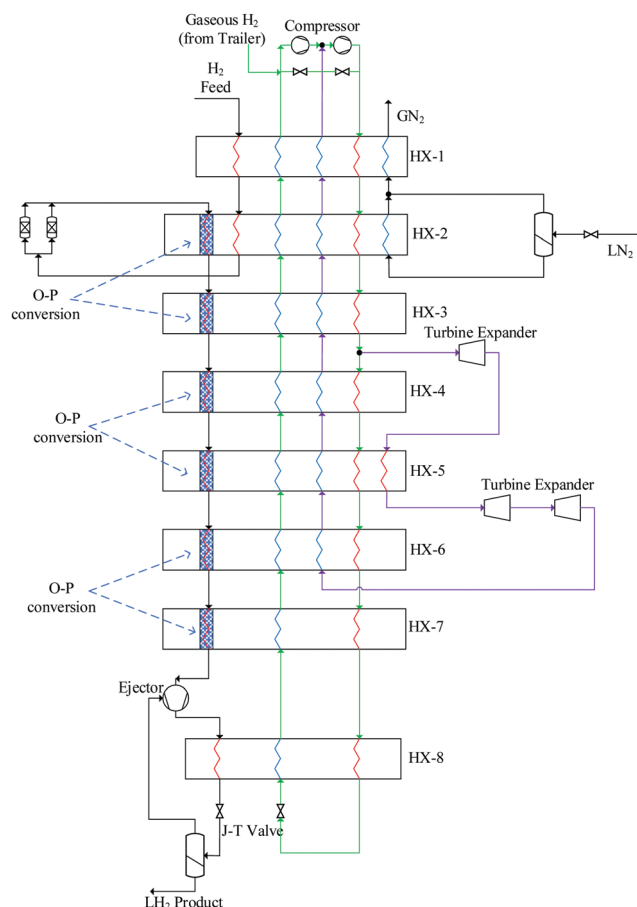 Gaseous H2
(from Trailer)
Compressor
H2
Feed
GN2
HX-1
HX-2
LN2
O-P
conversion
HX-3
Turbine Expander
HX-4
O-P
conversion
HX-5
Turbine Expander
HX-6
O-P
conversion
HX-7
Ejector
HX-8
J-T Valve
LH2 Product